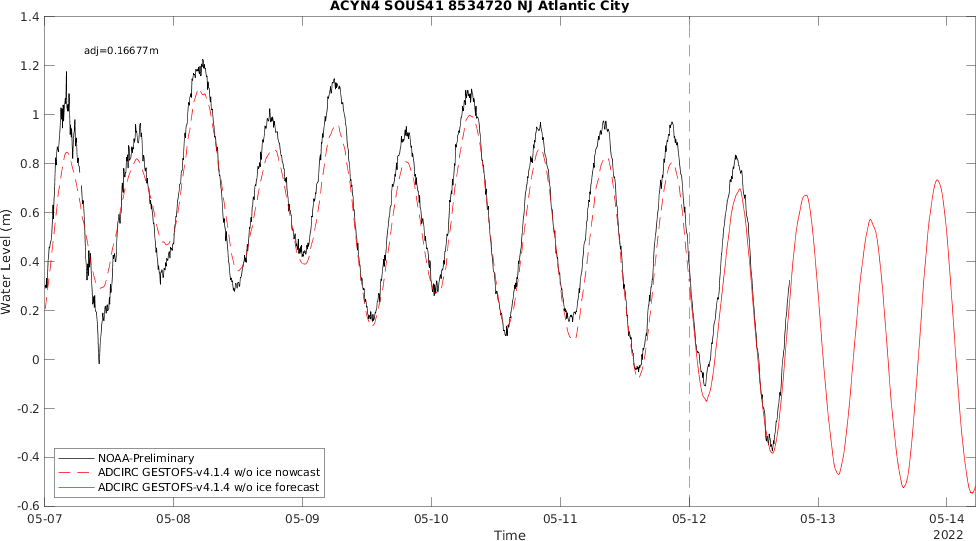 ACYN4 SOUS41 8534720 NJ Atlantic City
adj=0.16677m
1.4
1.2
1
0.8
0.6
0.4
0.2
0
-0.2
-0.4
-0.6
Water Level (m)
NOAA-Preliminary
ADCIRC GESTOFS-v4.1.4 w/o ice nowcast
ADCIRC GESTOFS-v4.1.4 w/o ice forecast
05-07 05-08 05-09 05-10 05-11 05-12 05-13 05-14
Time
2022